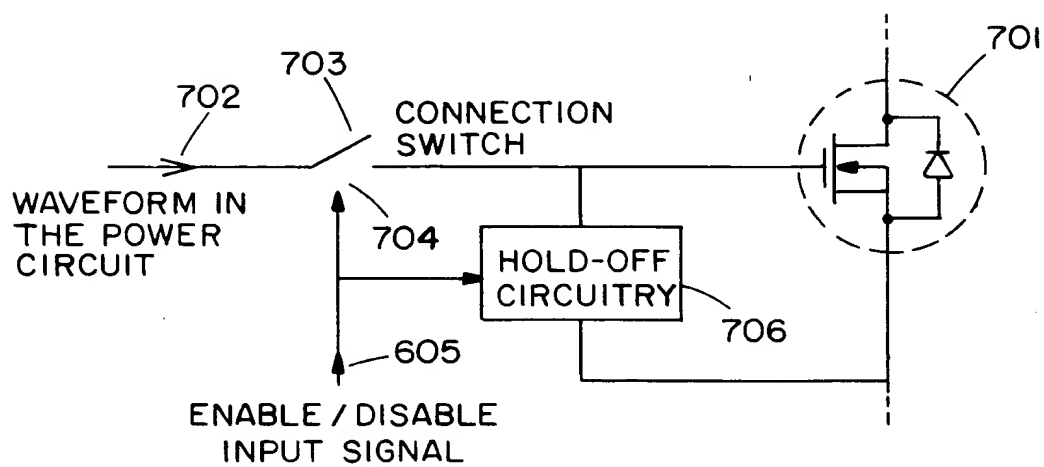 701
703
702
CONNECTION
SWITCH
WAVEFORM IN
THE POWER
CIRCUIT
704
HOLD-OFF
CIRCUITRY
706
605
ENABLE / DISABLE
INPUT SIGNAL